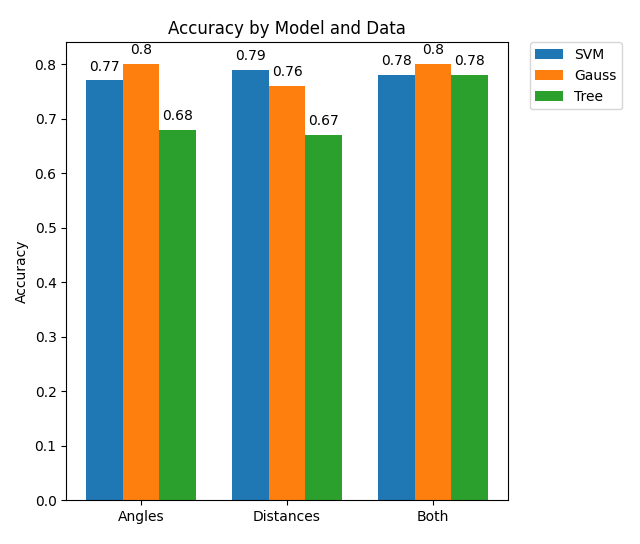 Accuracy by Model and Data
SVM
Gauss
Tree
0.77
0.8
0.68
0.79
0.76
0.67
0.78
0.8
0.78
Accuracy
0.8
0.7
0.6
0.5
0.4
0.3
0.2
0.1
0.0
Angles
Distances
Both